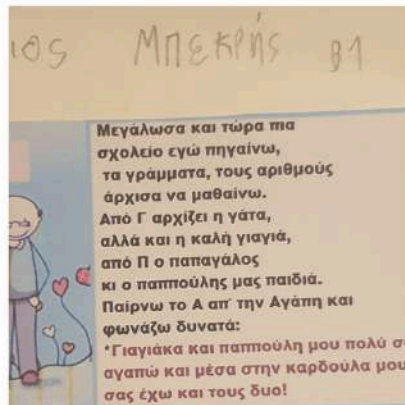 ιος Μπεκρής Β1
Μεγάλωσα και τώρα πια
σχολείο εγώ πηγαίνω,
τα γράμματα, τους αριθμούς
άρχισα να μαθαίνω.
Από Γ αρχίζει η γάτα,
αλλά και η καλή γιαγιά,
από Π ο παπαγάλος
κι ο παππούλης μας παιδιά.
Παίρνω το Α απ' την Αγάπη και
φωνάζω δυνατά:
"Γιαγιάκα και παππούλη μου πολύ σ
αγαπώ και μέσα στην καρδούλα μου
σας έχω και τους δυο!